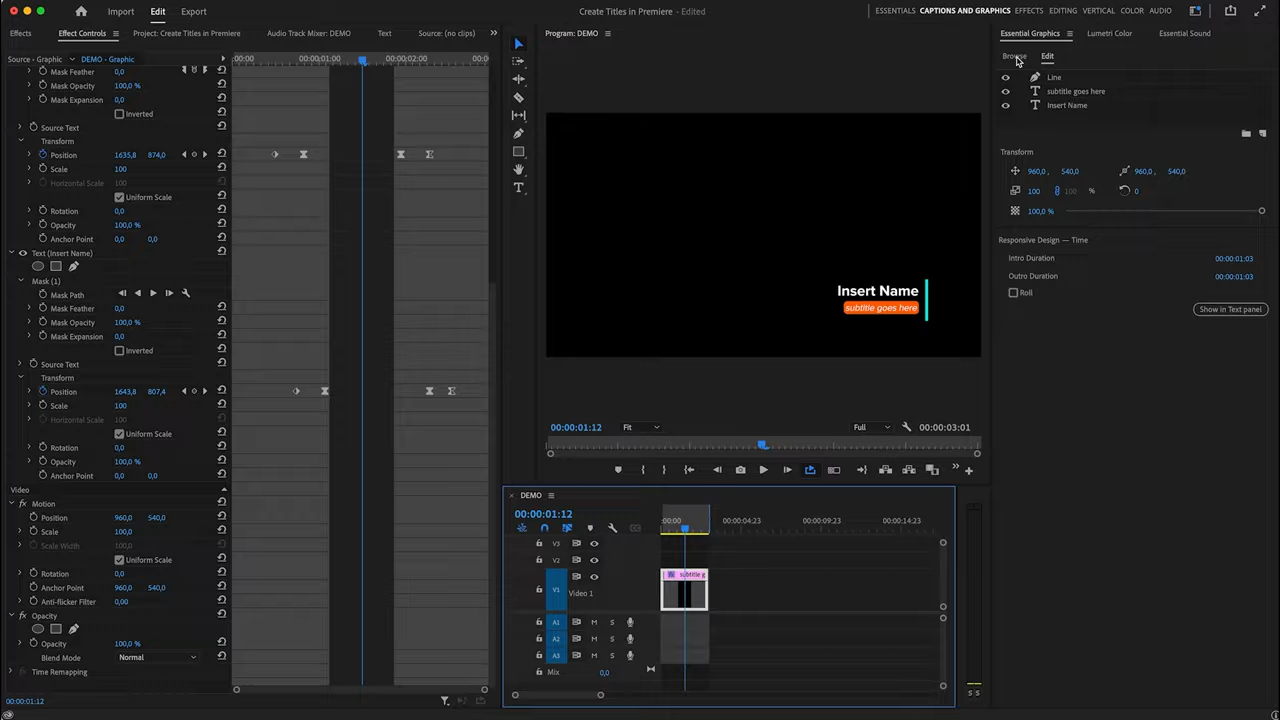 Import Edit Export
Create Titles in Premiere - Edited
ESSENTIALS CAPTIONS AND GRAPHICS EFFECTS EDITING VERTICAL COLOR AUDIO
Effects Effect Controls Project: Create Titles in Premiere Audio Track Mixer: DEMO Text Source: (no clips)
Source - Graphic DEMO - Graphic
:00:00 00:00:01:00 00:00:02:00 00:0
Mask Feather 0,0
Mask Opacity 100,0 %
Mask Expansion 0,0
Inverted
Source Text
Transform
Position 1635,8 874,0
Scale 100
Horizontal Scale 100
Uniform Scale
Rotation 0,0
Opacity 100,0 %
Anchor Point 0,0 0,0
Text (Insert Name)
Mask (1)
Mask Path
Mask Feather 0,0
Mask Opacity 100,0 %
Mask Expansion 0,0
Inverted
Source Text
Transform
Position 1643,8 807,4
Scale 100
Horizontal Scale 100
Uniform Scale
Rotation 0,0
Opacity 100,0 %
Anchor Point 0,0 0,0
Video
fx Motion
Position 960,0 540,0
Scale 100,0
Scale Width 100,0
Uniform Scale
Rotation 0,0
Anchor Point 960,0 540,0
Anti-flicker Filter 0,00
fx Opacity
Opacity 100,0 %
Blend Mode Normal
Time Remapping
00:00:01:12
Program: DEMO
Insert Name
subtitle goes here
00:00:01:12 Fit Full 00:00:03:01
DEMO
00:00:01:12
:00:00 00:00:04:23 00:00:09:23 00:00:14:23
V3
V2
fx subtitle g
V1 Video 1
A1 M S
A2 M S
A3 M S
Mix 0,0
S S
Essential Graphics Lumetri Color Essential Sound
Browse Edit
Line
T subtitle goes here
T Insert Name
Transform
960,0 , 540,0 960,0 , 540,0
100 100 % 0
100,0 %
Responsive Design — Time
Intro Duration 00:00:01:03
Outro Duration 00:00:01:03
Roll
Show in Text panel